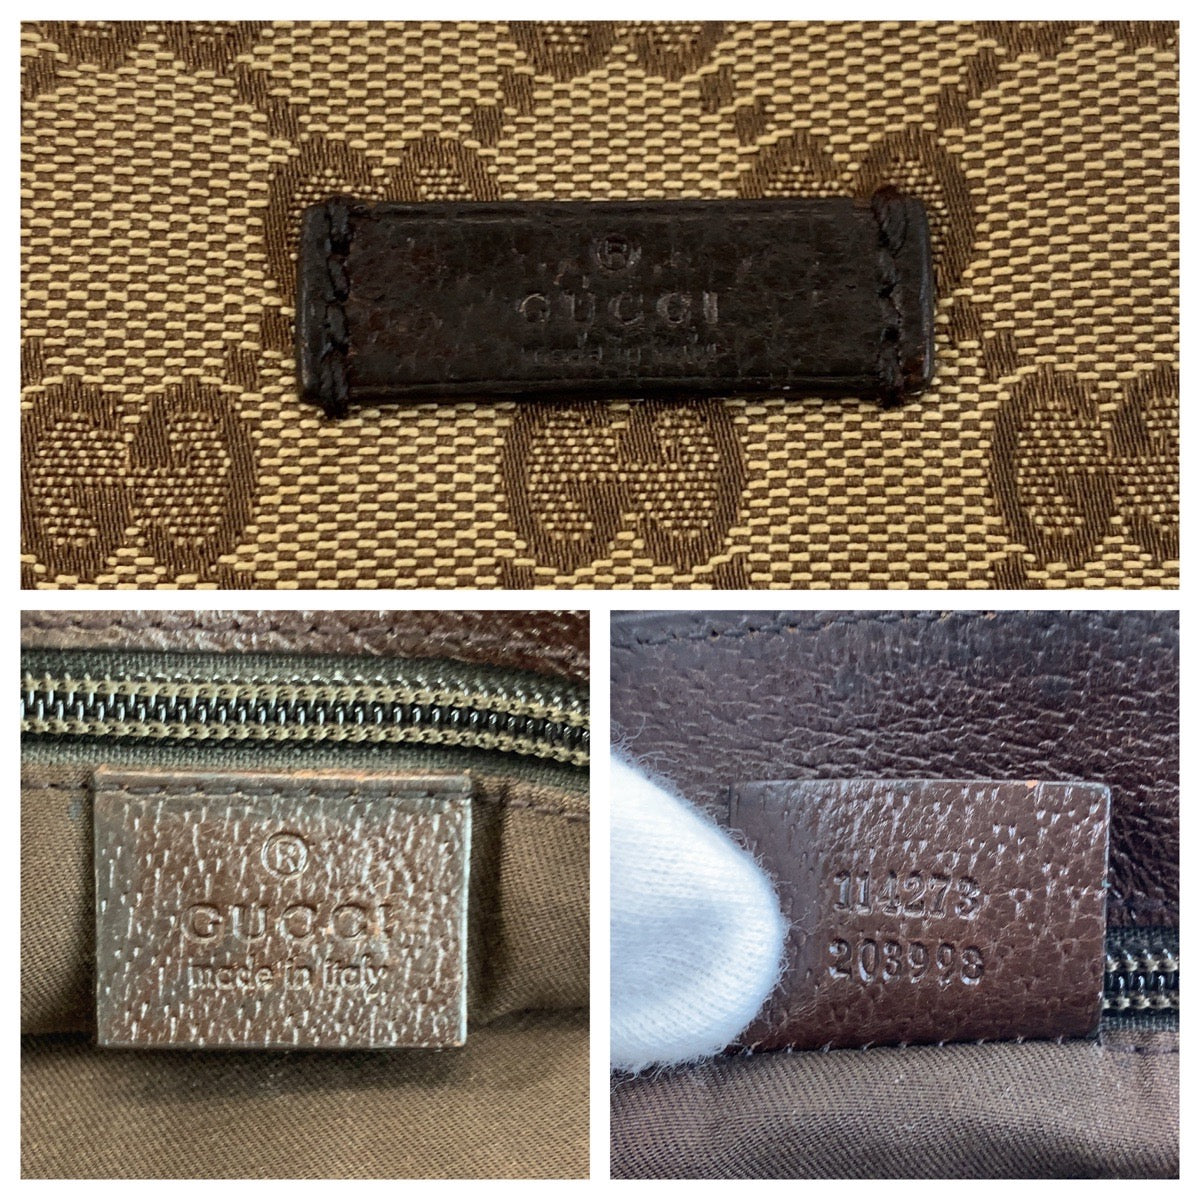 ®
GUCCI
made in italy
®
GUCCI
made in italy
114273
203998